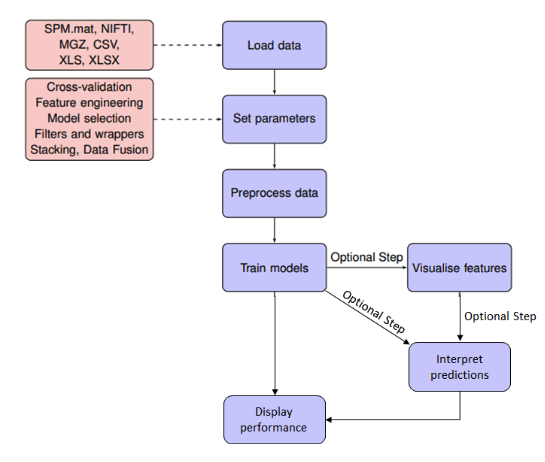 SPM.mat, NIFTI,
MGZ, CSV,
XLS, XLSX
Load data
Cross-validation
Feature engineering
Model selection
Filters and wrappers
Stacking, Data Fusion
Set parameters
Preprocess data
Train models
Optional Step
Visualise features
Optional Step
Optional Step
Interpret
predictions
Display
performance